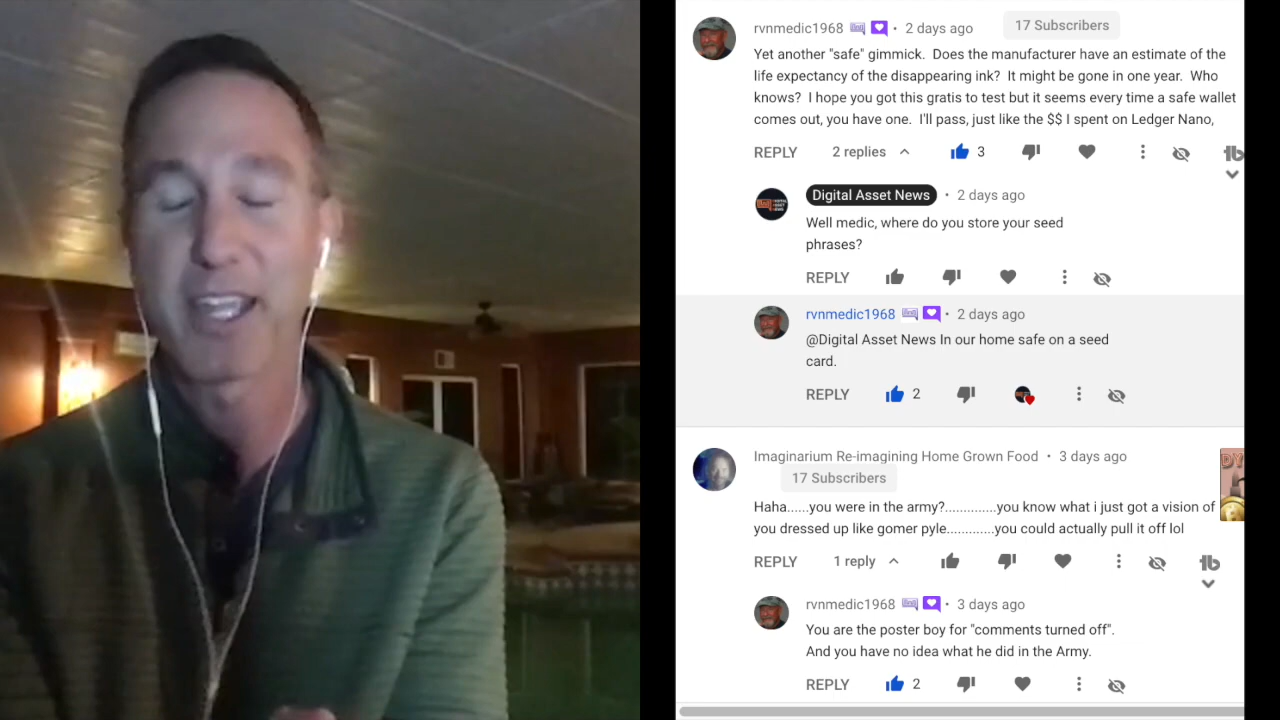 rvnmedic1968 • 2 days ago 17 Subscribers
Yet another "safe" gimmick. Does the manufacturer have an estimate of the
life expectancy of the disappearing ink? It might be gone in one year. Who
knows? I hope you got this gratis to test but it seems every time a safe wallet
comes out, you have one. I'll pass, just like the $$ I spent on Ledger Nano,
REPLY 2 replies 3
Digital Asset News • 2 days ago
Well medic, where do you store your seed
phrases?
REPLY
rvnmedic1968 • 2 days ago
@Digital Asset News In our home safe on a seed
card.
REPLY 2
Imaginarium Re-imagining Home Grown Food • 3 days ago
17 Subscribers
Haha......you were in the army?..............you know what i just got a vision of
you dressed up like gomer pyle.............you could actually pull it off lol
REPLY 1 reply
rvnmedic1968 • 3 days ago
You are the poster boy for "comments turned off".
And you have no idea what he did in the Army.
REPLY 2